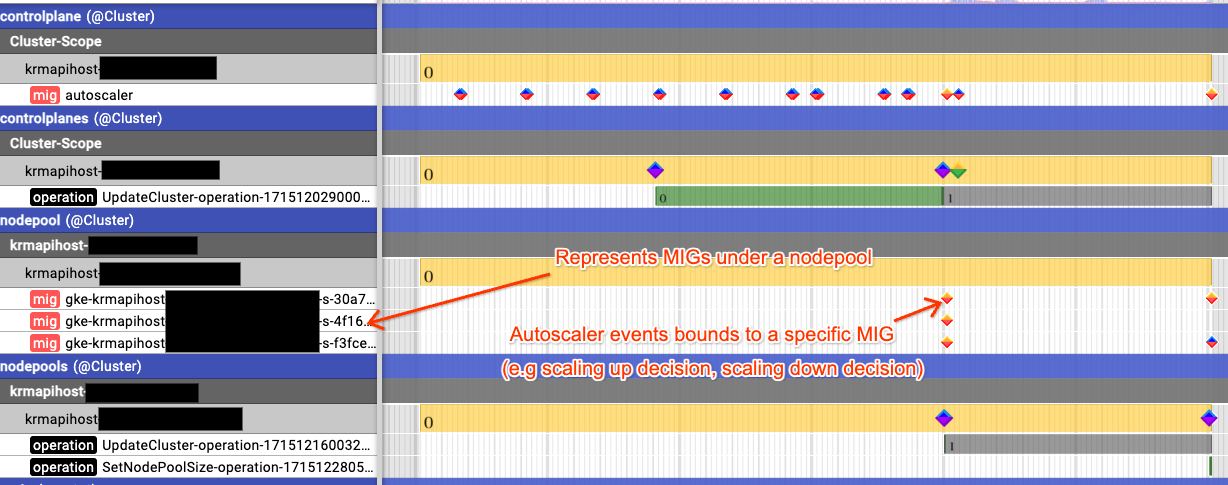 controlplane (@Cluster)
Cluster-Scope
krmapihost-
0
mig autoscaler
controlplanes (@Cluster)
Cluster-Scope
krmapihost-
0
operation UpdateCluster-operation-171512029000...
0
1
nodepool (@Cluster)
krmapihost-
Represents MIGs under a nodepool
krmapihost-
0
mig gke-krmapihost -s-30a7...
mig gke-krmapihost -s-4f16...
Autoscaler events bounds to a specific MIG
mig gke-krmapihost -s-f3fce...
(e.g scaling up decision, scaling down decision)
nodepools (@Cluster)
krmapihost-
krmapihost-
0
operation UpdateCluster-operation-171512160032...
1
operation SetNodePoolSize-operation-1715122805...